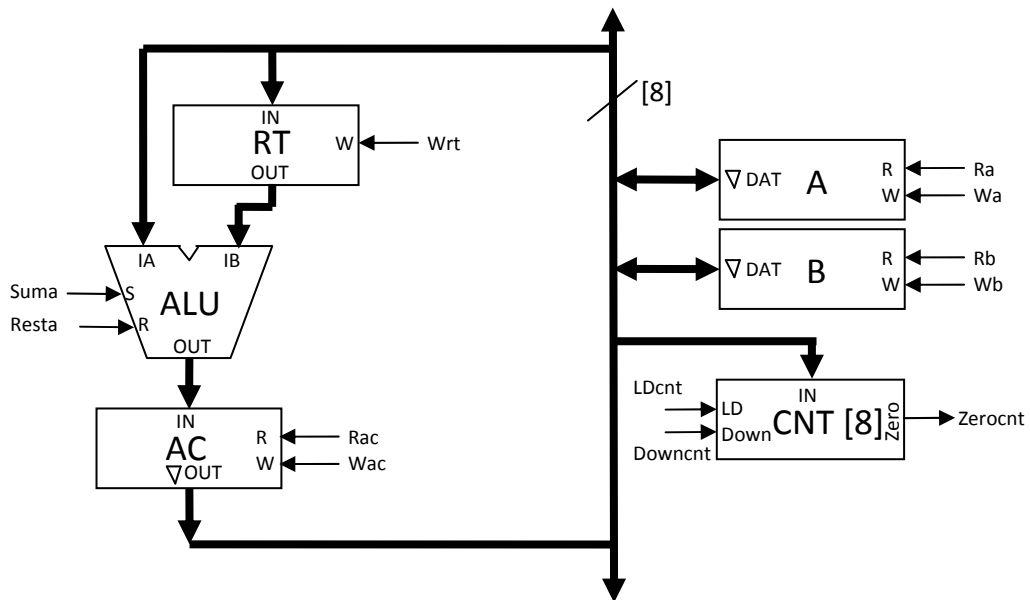 [8]
IN
RT
W
Wrt
OUT
DAT
A
R
Ra
W
Wa
DAT
B
R
Rb
W
Wb
IA
IB
Suma
S
ALU
Resta
R
OUT
IN
AC
R
Rac
W
Wac
OUT
LDcnt
LD
IN
CNT [8]
Zero
Zerocnt
Down
Downcnt